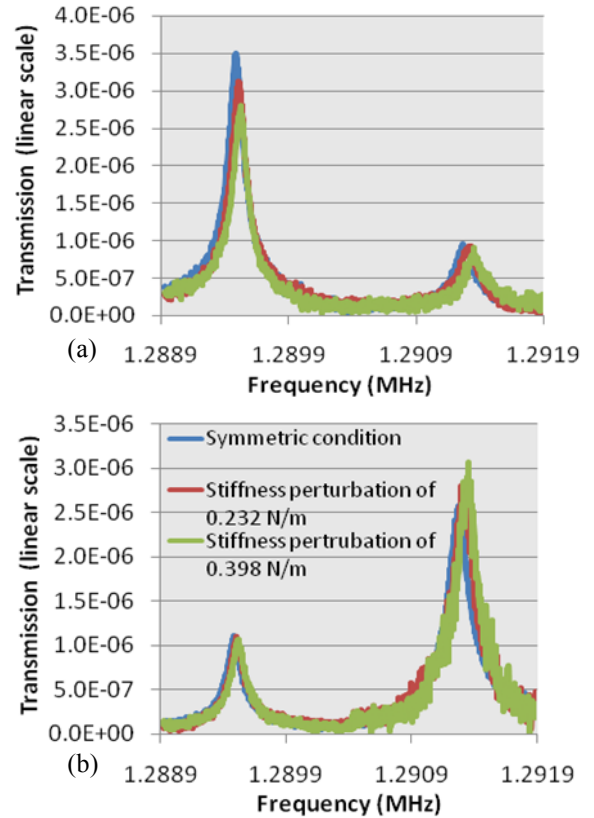 Transmission (linear scale)
4.0E-06
3.5E-06
3.0E-06
2.5E-06
2.0E-06
1.5E-06
1.0E-06
5.0E-07
0.0E+00
(a)
1.2889 1.2899 1.2909 1.2919
Frequency (MHz)
Transmission (linear scale)
3.5E-06
3.0E-06
2.5E-06
2.0E-06
1.5E-06
1.0E-06
5.0E-07
0.0E+00
Symmetric condition
Stiffness perturbation of
0.232 N/m
Stiffness pertrubation of
0.398 N/m
(b)
1.2889 1.2899 1.2909 1.2919
Frequency (MHz)